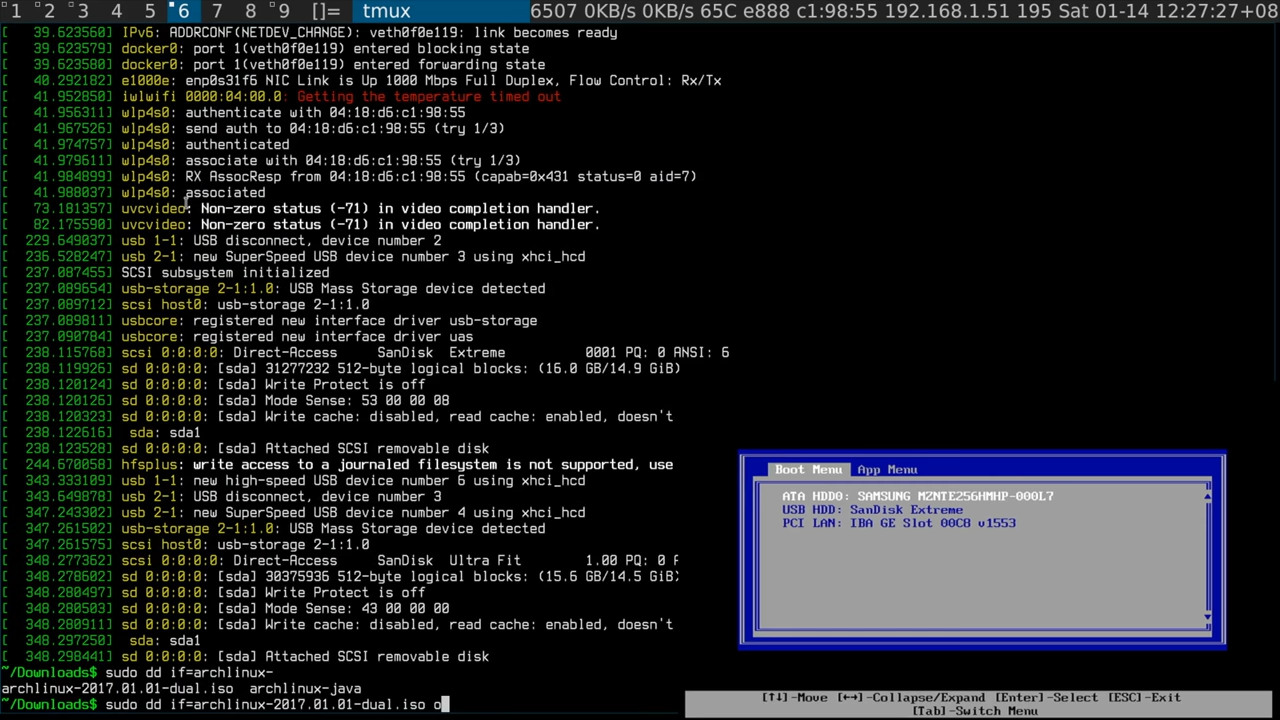 1 2 3 4 5 6 7 8 9 []= tmux 6507 0KB/s 0KB/s 65C e888 c1:98:55 192.168.1.51 195 Sat 01-14 12:27:27+08
[   39.623560] IPv6: ADDRCONF(NETDEV_CHANGE): veth0f0e119: link becomes ready
[   39.623579] docker0: port 1(veth0f0e119) entered blocking state
[   39.623582] docker0: port 1(veth0f0e119) entered forwarding state
[   40.292182] e1000e: enp0s31f6 NIC Link is Up 1000 Mbps Full Duplex, Flow Control: Rx/Tx
[   41.952850] iwlwifi 0000:04:00.0: Getting the temperature timed out
[   41.956311] wlp4s0: authenticate with 04:18:d6:c1:98:55
[   41.967526] wlp4s0: send auth to 04:18:d6:c1:98:55 (try 1/3)
[   41.974757] wlp4s0: authenticated
[   41.979611] wlp4s0: associate with 04:18:d6:c1:98:55 (try 1/3)
[   41.984899] wlp4s0: RX AssocResp from 04:18:d6:c1:98:55 (capab=0x431 status=0 aid=7)
[   41.988037] wlp4s0: associated
[   73.181357] uvcvideo: Non-zero status (-71) in video completion handler.
[   82.175590] uvcvideo: Non-zero status (-71) in video completion handler.
[  229.649037] usb 1-1: USB disconnect, device number 2
[  236.528247] usb 2-1: new SuperSpeed USB device number 3 using xhci_hcd
[  237.087455] SCSI subsystem initialized
[  237.089654] usb-storage 2-1:1.0: USB Mass Storage device detected
[  237.089712] scsi host0: usb-storage 2-1:1.0
[  237.089811] usbcore: registered new interface driver usb-storage
[  237.090784] usbcore: registered new interface driver uas
[  238.115768] scsi 0:0:0:0: Direct-Access     SanDisk  Extreme          0001 PQ: 0 ANSI: 6
[  238.119926] sd 0:0:0:0: [sda] 31277232 512-byte logical blocks: (16.0 GB/14.9 GiB)
[  238.120124] sd 0:0:0:0: [sda] Write Protect is off
[  238.120126] sd 0:0:0:0: [sda] Mode Sense: 53 00 00 08
[  238.120323] sd 0:0:0:0: [sda] Write cache: disabled, read cache: enabled, doesn't
[  238.122616]  sda: sda1
[  238.123528] sd 0:0:0:0: [sda] Attached SCSI removable disk
[  244.670058] hfsplus: write access to a journaled filesystem is not supported, use
[  343.333109] usb 1-1: new high-speed USB device number 6 using xhci_hcd
[  343.649878] usb 2-1: USB disconnect, device number 3
[  347.243302] usb 2-1: new SuperSpeed USB device number 4 using xhci_hcd
[  347.261502] usb-storage 2-1:1.0: USB Mass Storage device detected
[  347.261575] scsi host0: usb-storage 2-1:1.0
[  348.277362] scsi 0:0:0:0: Direct-Access     SanDisk  Ultra Fit        1.00 PQ: 0
[  348.278602] sd 0:0:0:0: [sda] 30375936 512-byte logical blocks: (15.6 GB/14.5 GiB)
[  348.280497] sd 0:0:0:0: [sda] Write Protect is off
[  348.280503] sd 0:0:0:0: [sda] Mode Sense: 43 00 00 00
[  348.280911] sd 0:0:0:0: [sda] Write cache: disabled, read cache: enabled, doesn't
[  348.297250]  sda: sda1
[  348.298441] sd 0:0:0:0: [sda] Attached SCSI removable disk
~/Downloads$ sudo dd if=archlinux-
archlinux-2017.01.01-dual.iso  archlinux-java
~/Downloads$ sudo dd if=archlinux-2017.01.01-dual.iso o
Boot Menu App Menu
ATA HDD0: SAMSUNG MZNTE256HMHP-000L7
USB HDD: SanDisk Extreme
PCI LAN: IBA GE Slot 00C8 v1553
[↑↓]-Move [←→]-Collapse/Expand [Enter]-Select [ESC]-Exit
[Tab]-Switch Menu